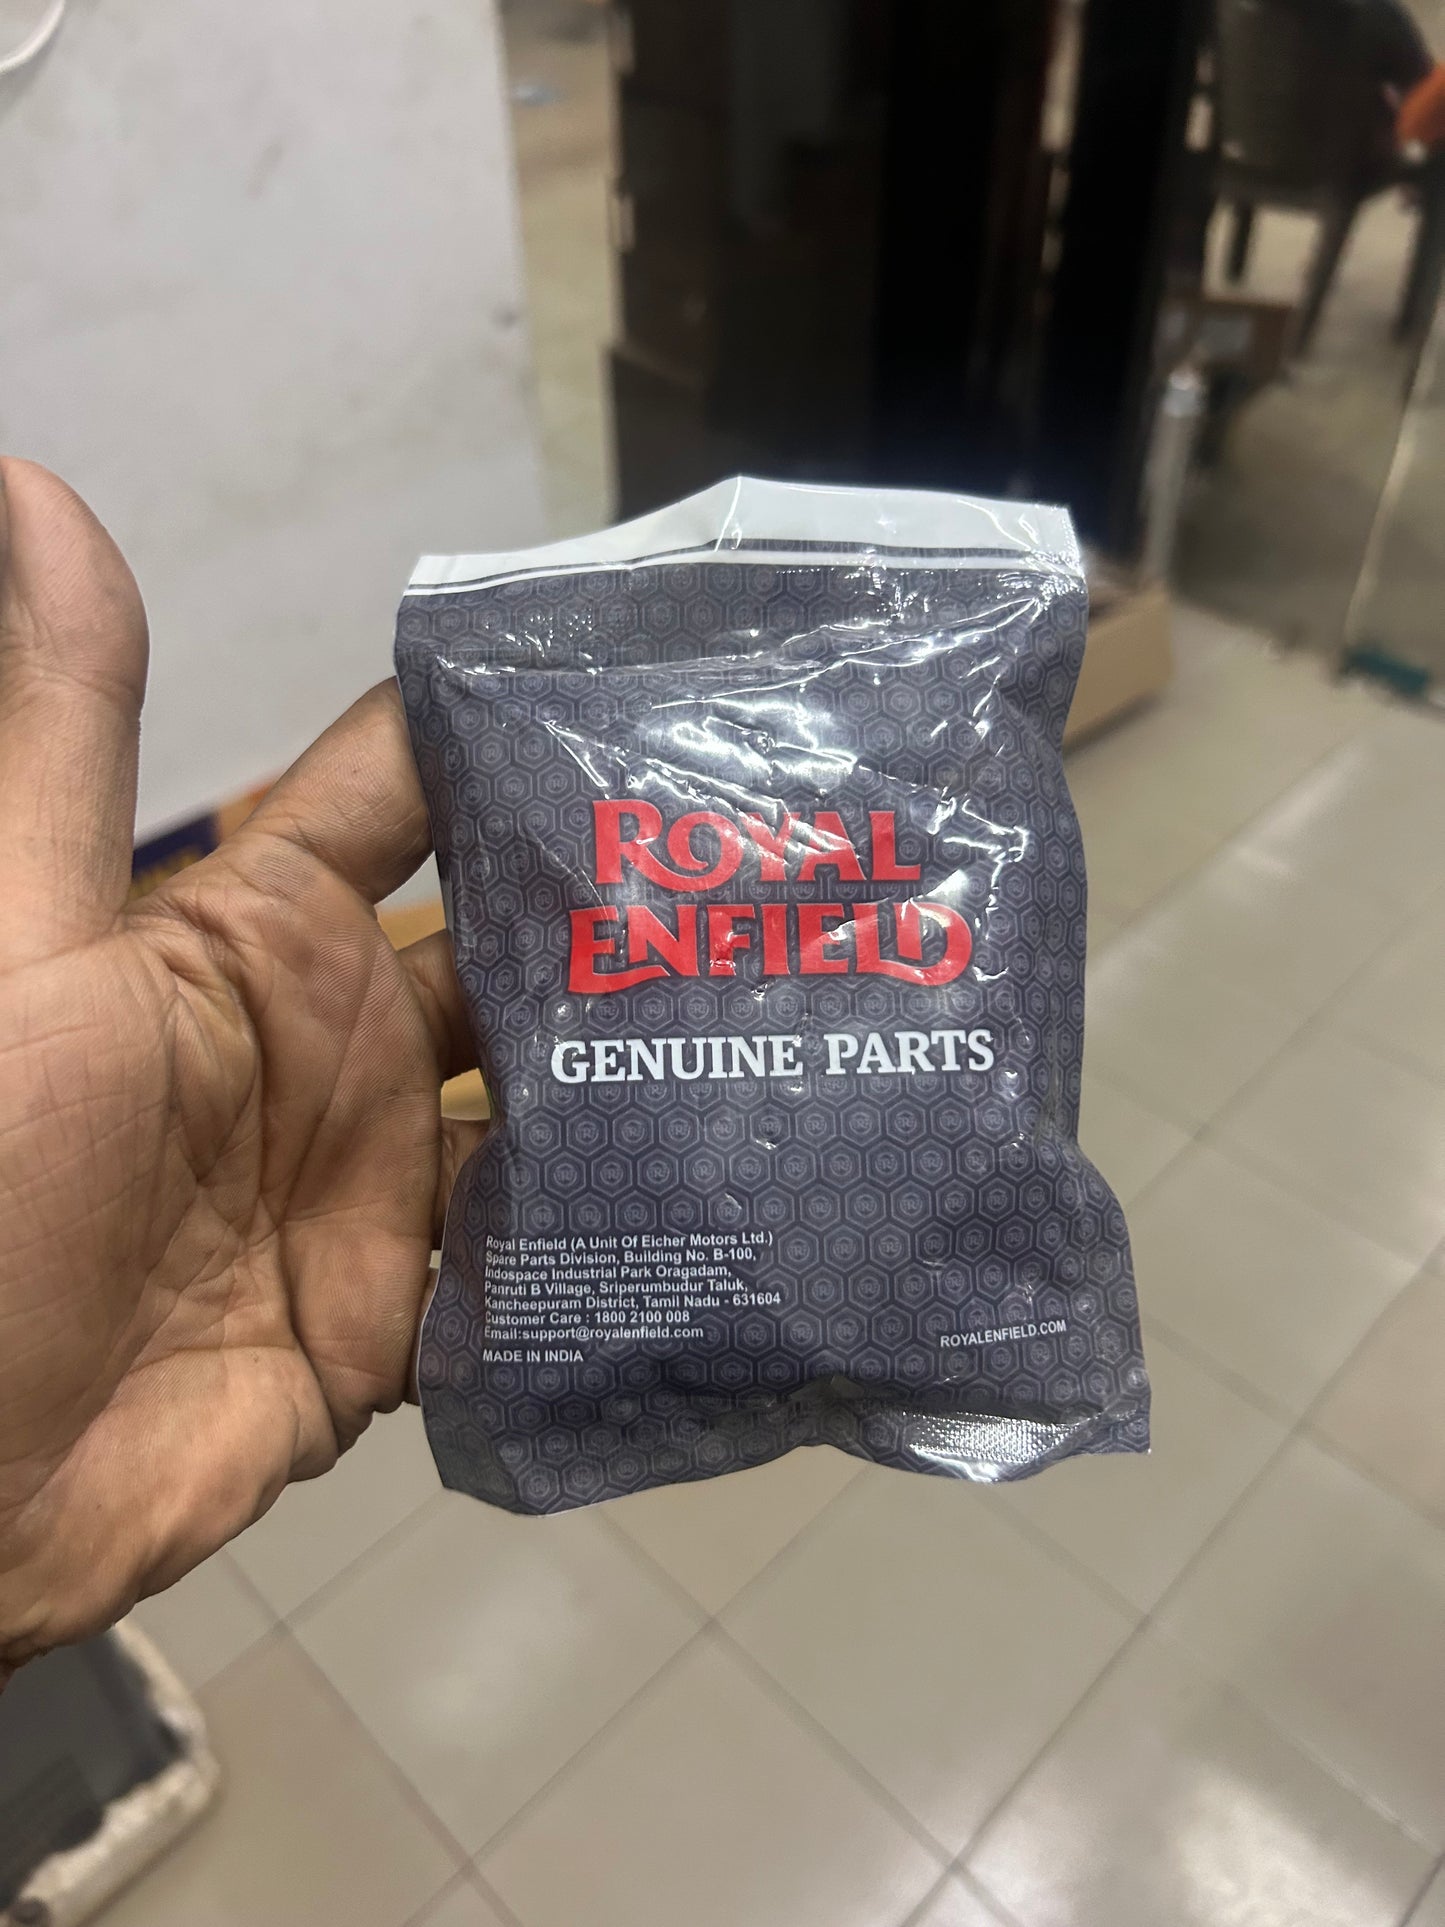 ROYAL
ENFIELD
GENUINE PARTS
Royal Enfield (A Unit Of Eicher Motors Ltd.)
Spare Parts Division, Building No. B-100,
Indospace Industrial Park Oragadam,
Panruti B Village, Sriperumbudur Taluk,
Kancheepuram District, Tamil Nadu - 631604
Customer Care : 1800 2100 008
Email:support@royalenfield.com
MADE IN INDIA
ROYALENFIELD.COM